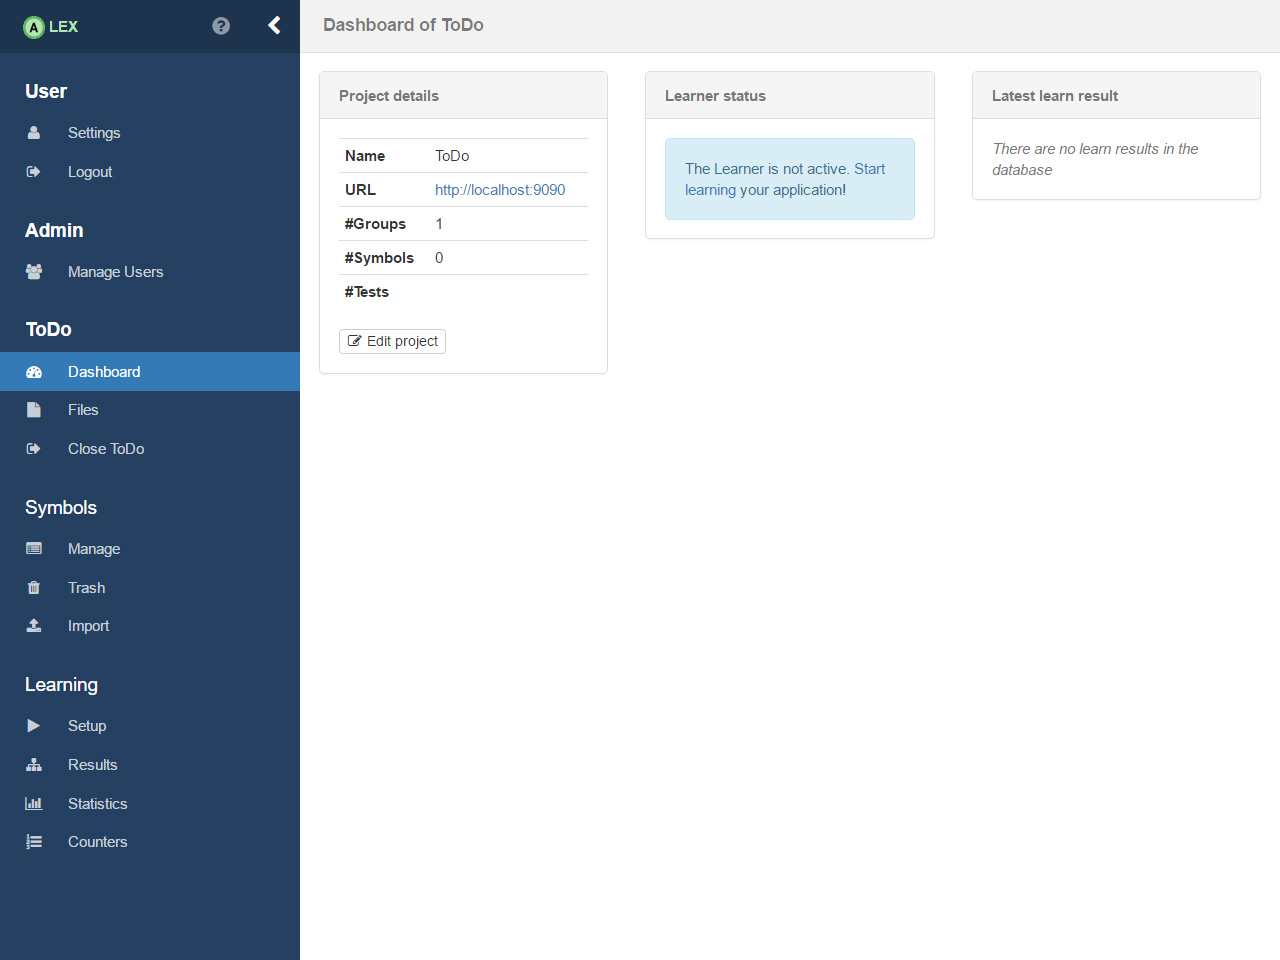 A LEX
User
Settings
Logout
Admin
Manage Users
ToDo
Dashboard
Files
Close ToDo
Symbols
Manage
Trash
Import
Learning
Setup
Results
Statistics
Counters
Dashboard of ToDo
Project details
Name ToDo
URL http://localhost:9090
#Groups 1
#Symbols 0
#Tests
Edit project
Learner status
The Learner is not active. Start
learning your application!
Latest learn result
There are no learn results in the
database